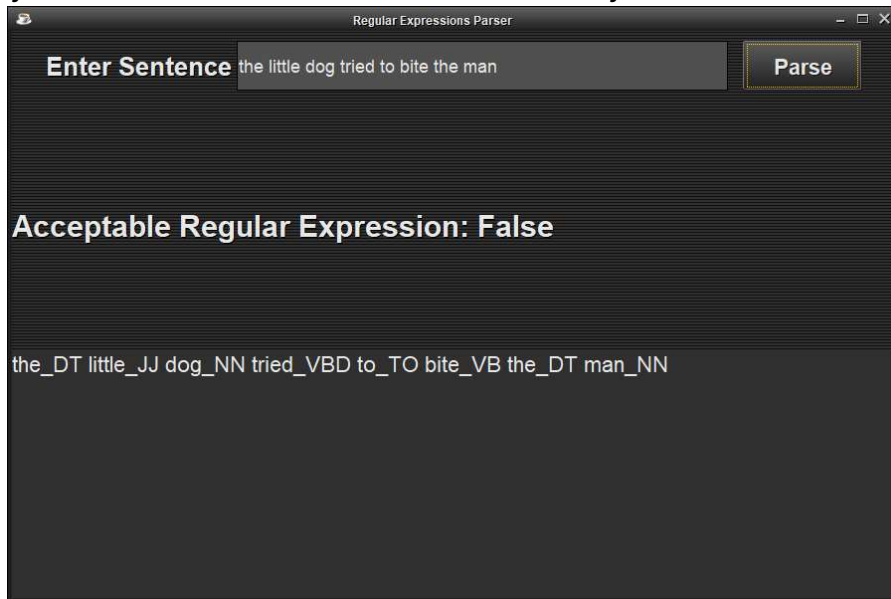 Regular Expressions Parser
Enter Sentence the little dog tried to bite the man Parse
Acceptable Regular Expression: False
the_DT little_JJ dog_NN tried_VBD to_TO bite_VB the_DT man_NN